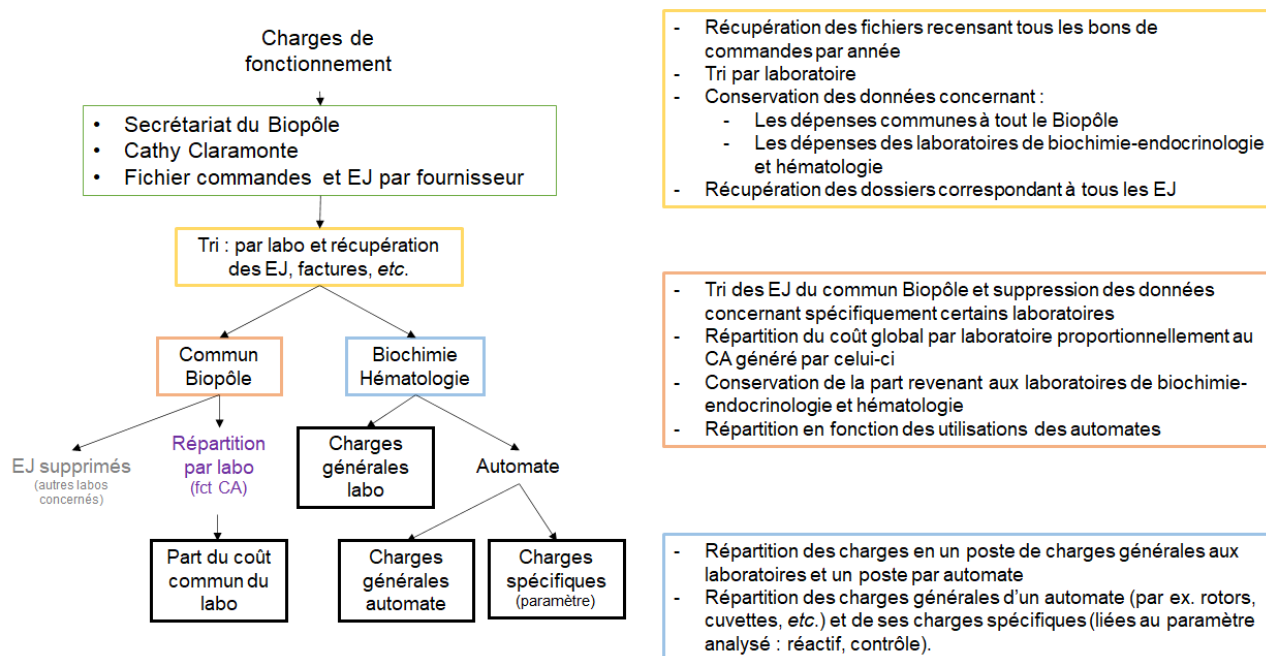 Charges de
fonctionnement
• Secrétariat du Biopôle
• Cathy Claramonte
• Fichier commandes et EJ par fournisseur
Tri : par labo et récupération
des EJ, factures, etc.
Commun
Biopôle
Biochimie
Hématologie
EJ supprimés
(autres labos
concernés)
Répartition
par labo
(fct CA)
Charges
générales
labo
Automate
Part du coût
commun du
labo
Charges
générales
automate
Charges
spécifiques
(paramètre)
- Récupération des fichiers recensant tous les bons de
commandes par année
- Tri par laboratoire
- Conservation des données concernant :
- Les dépenses communes à tout le Biopôle
- Les dépenses des laboratoires de biochimie-endocrinologie
et hématologie
- Récupération des dossiers correspondant à tous les EJ
- Tri des EJ du commun Biopôle et suppression des données
concernant spécifiquement certains laboratoires
- Répartition du coût global par laboratoire proportionnellement au
CA généré par celui-ci
- Conservation de la part revenant aux laboratoires de biochimie-
endocrinologie et hématologie
- Répartition en fonction des utilisations des automates
- Répartition des charges en un poste de charges générales aux
laboratoires et un poste par automate
- Répartition des charges générales d'un automate (par ex. rotors,
cuvettes, etc.) et de ses charges spécifiques (liées au paramètre
analysé : réactif, contrôle).